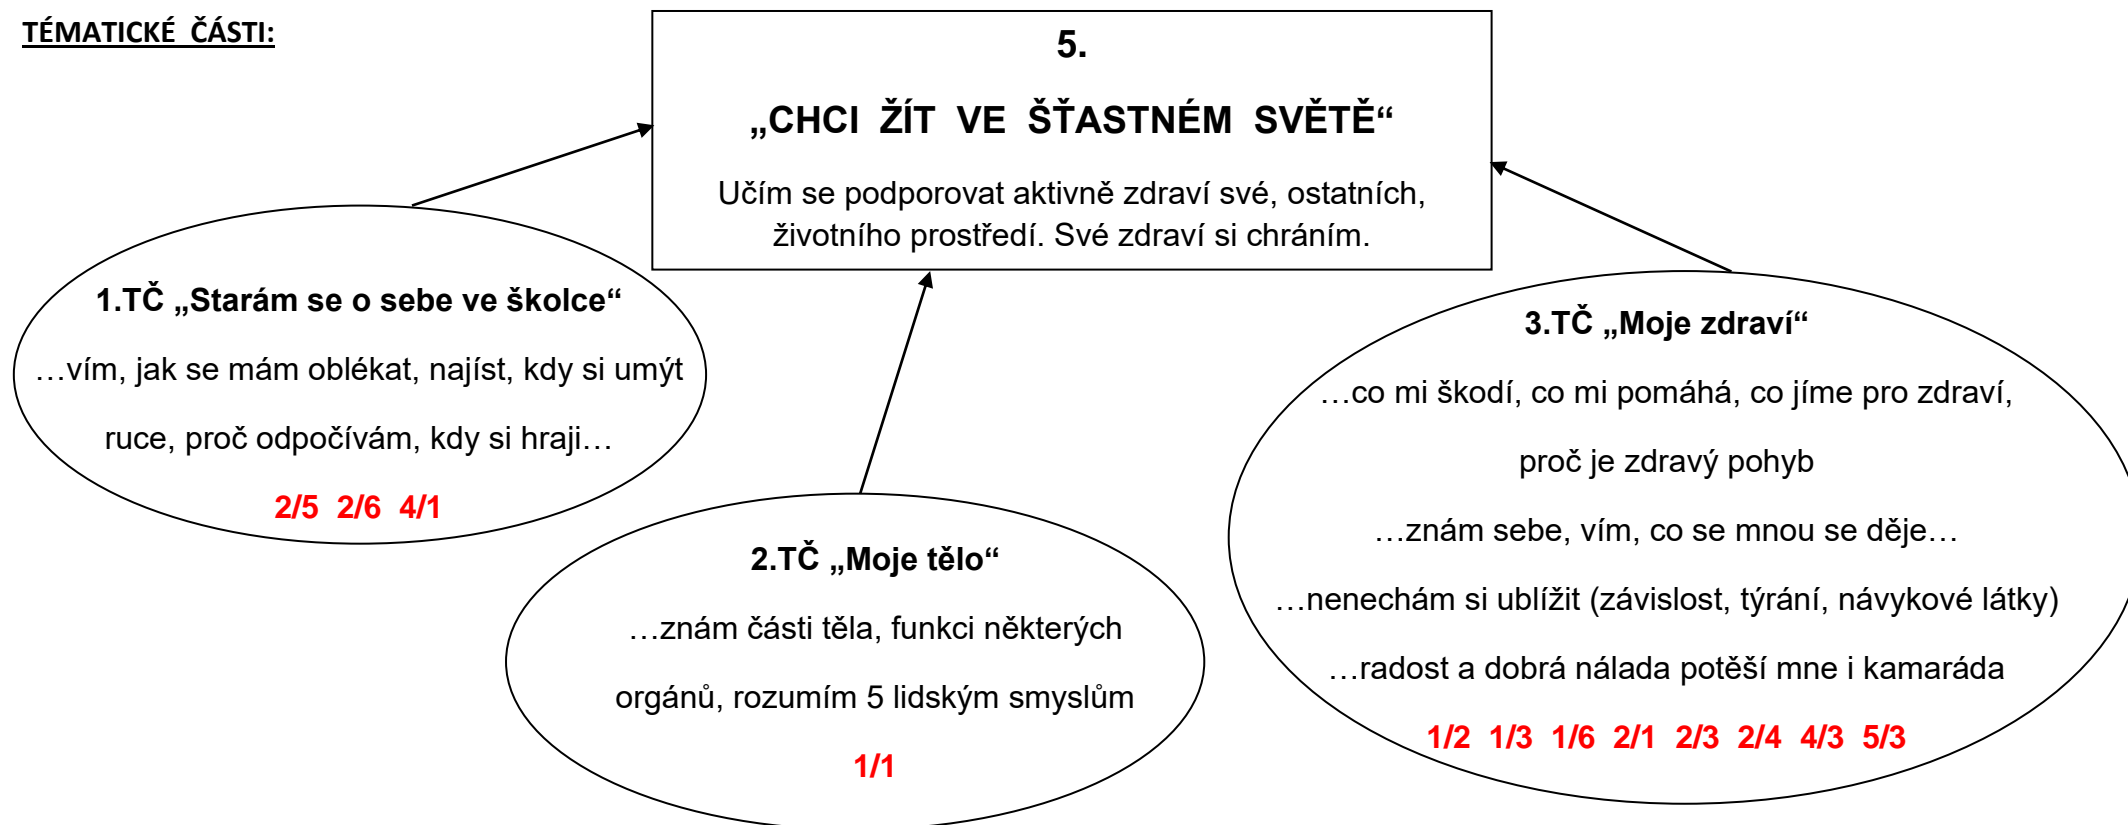 TÉMATICKÉ ČÁSTI:
5.
„CHCI ŽÍT VE ŠŤASTNÉM SVĚTĚ“
Učím se podporovat aktivně zdraví své, ostatních,
životního prostředí. Své zdraví si chráním.
1.TČ „Starám se o sebe ve školce“
…vím, jak se mám oblékat, najíst, kdy si umýt
ruce, proč odpočívám, kdy si hraji…
2/5 2/6 4/1
2.TČ „Moje tělo“
…znám části těla, funkci některých
orgánů, rozumím 5 lidským smyslům
1/1
3.TČ „Moje zdraví“
…co mi škodí, co mi pomáhá, co jíme pro zdraví,
proč je zdravý pohyb
…znám sebe, vím, co se mnou se děje…
…nenechám si ublížit (závislost, týrání, návykové látky)
…radost a dobrá nálada potěší mne i kamaráda
1/2 1/3 1/6 2/1 2/3 2/4 4/3 5/3